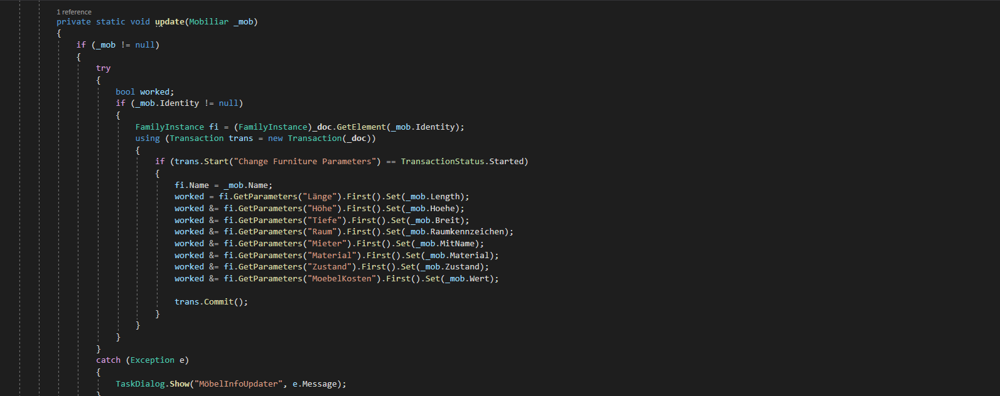 1 reference
private static void update(Mobiliar _mob)
{
if (_mob != null)
{
try
{
bool worked;
if (_mob.Identity != null)
{
FamilyInstance fi = (FamilyInstance)_doc.GetElement(_mob.Identity);
using (Transaction trans = new Transaction(_doc))
{
if (trans.Start("Change Furniture Parameters") == TransactionStatus.Started)
{
fi.Name = _mob.Name;
worked = fi.GetParameters("Länge").First().Set(_mob.Length);
worked &= fi.GetParameters("Höhe").First().Set(_mob.Hoehe);
worked &= fi.GetParameters("Tiefe").First().Set(_mob.Breit);
worked &= fi.GetParameters("Raum").First().Set(_mob.Raumkennzeichen);
worked &= fi.GetParameters("Mieter").First().Set(_mob.MitName);
worked &= fi.GetParameters("Material").First().Set(_mob.Material);
worked &= fi.GetParameters("Zustand").First().Set(_mob.Zustand);
worked &= fi.GetParameters("MoebelKosten").First().Set(_mob.Wert);
trans.Commit();
}
}
}
}
catch (Exception e)
{
TaskDialog.Show("MöbelInfoUpdater", e.Message);
}